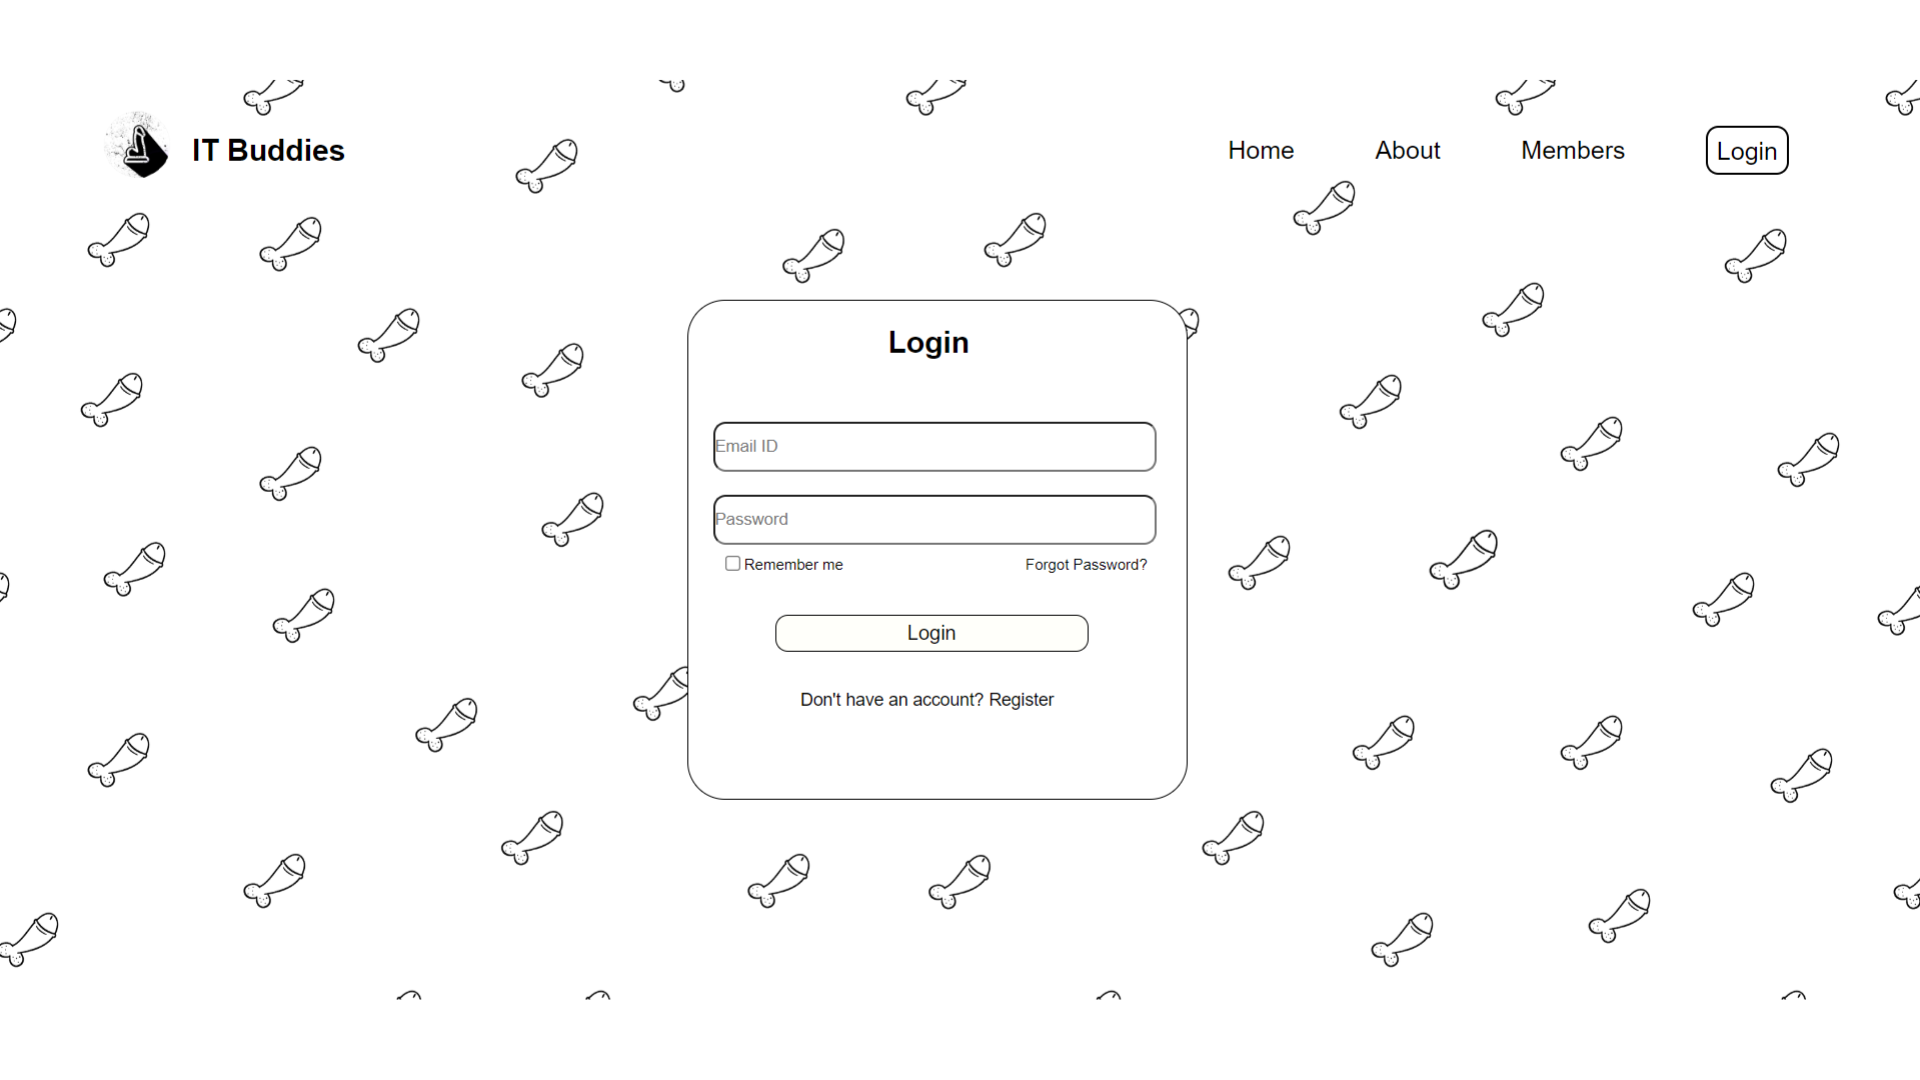 IT Buddies
Home
About
Members
Login
Login
Email ID
Password
Remember me
Forgot Password?
Login
Don't have an account? Register